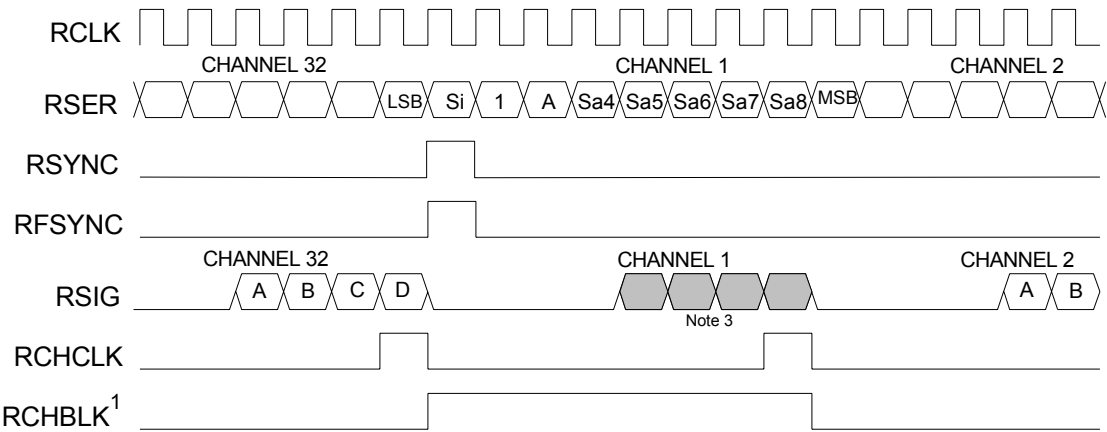 RCLK
CHANNEL 32 CHANNEL 1 CHANNEL 2
RSER LSB Si 1 A Sa4 Sa5 Sa6 Sa7 Sa8 MSB
RSYNC
RFSYNC
CHANNEL 32 CHANNEL 1 CHANNEL 2
RSIG A B C D A B
Note 3
RCHCLK
RCHBLK1